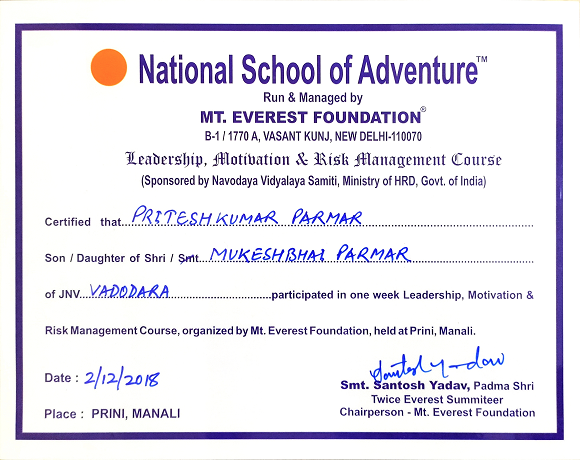 National School of Adventure™
Run & Managed by
MT. EVEREST FOUNDATION®
B-1 / 1770 A, VASANT KUNJ, NEW DELHI-110070
Leadership, Motivation & Risk Management Course
(Sponsored by Navodaya Vidyalaya Samiti, Ministry of HRD, Govt. of India)
Certified that PRITESHKUMAR PARMAR
Son / Daughter of Shri / Smt. MUKESHBHAI PARMAR
of JNV VADODARA participated in one week Leadership, Motivation &
Risk Management Course, organized by Mt. Everest Foundation, held at Prini, Manali.
Santosh Yadav
Date : 2/12/2018
Smt. Santosh Yadav, Padma Shri
Twice Everest Summiteer
Place : PRINI, MANALI
Chairperson - Mt. Everest Foundation